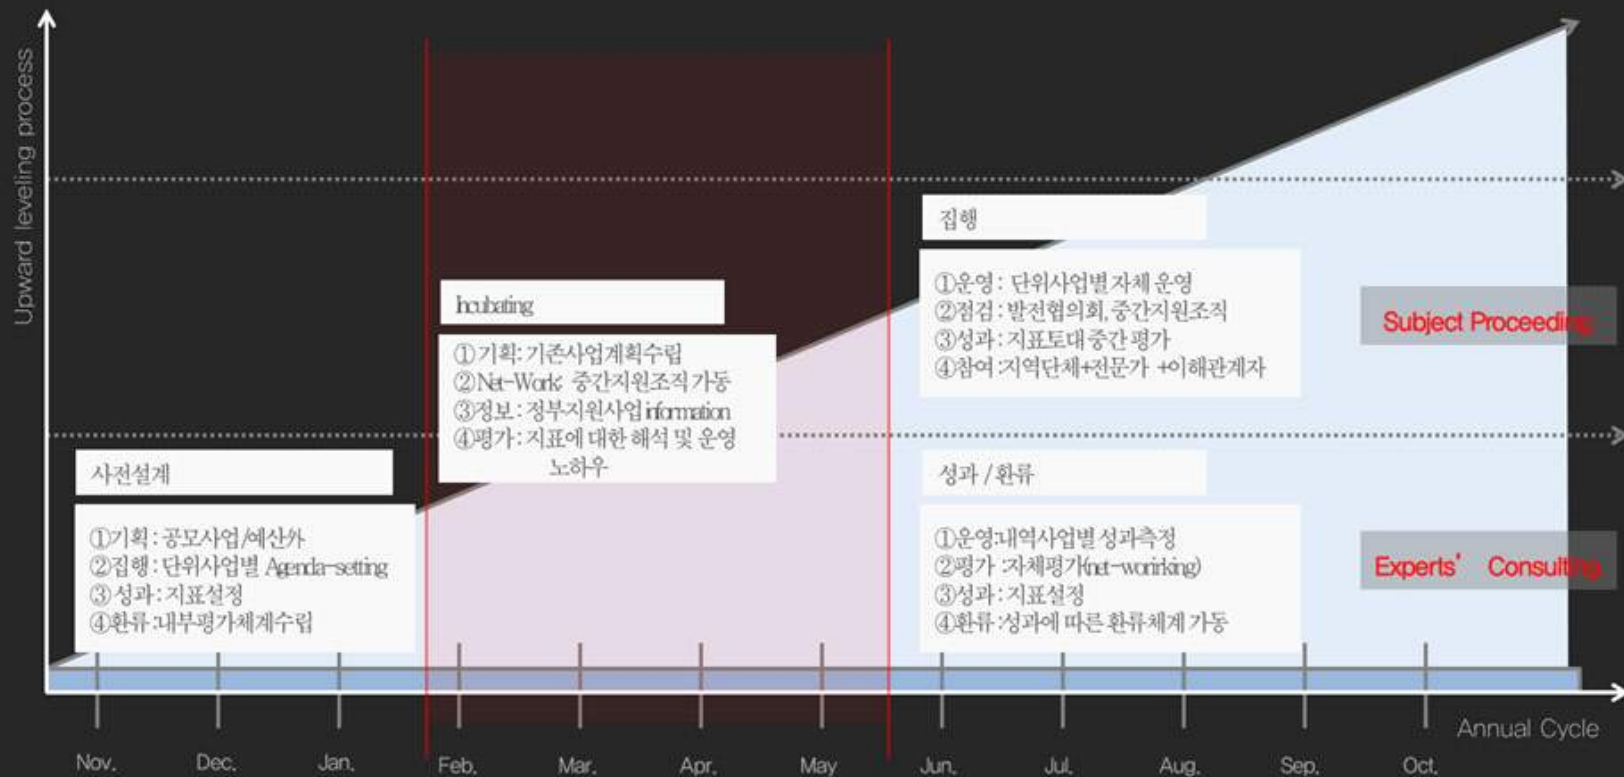 Upward leveling process
집행
①운영 : 단위사업별 자체 운영
②점검 : 발전협의회, 중간지원조직
③성과 : 지표토대 중간 평가
④참여 :지역단체+전문가 +이해관계자
Subject Proceeding
Incubating
① 기획: 기존사업계획수립
② Net-Work: 중간지원조직 가동
③정보 : 정부지원사업 information
④평가 : 지표에 대한 해석 및 운영
노하우
사전설계
①기획 : 공모사업/예산外
②집행 : 단위사업별 Agenda-setting
③ 성과 : 지표설정
④환류 :내부평가체계수립
성과 / 환류
①운영:내역사업별 성과측정
②평가 :자체평가(net-worirking)
③성과 : 지표설정
④환류 :성과에 따른 환류체계 가동
Experts’ Consulting
Annual Cycle
Nov. Dec. Jan. Feb. Mar. Apr. May Jun. Jul. Aug. Sep. Oct.